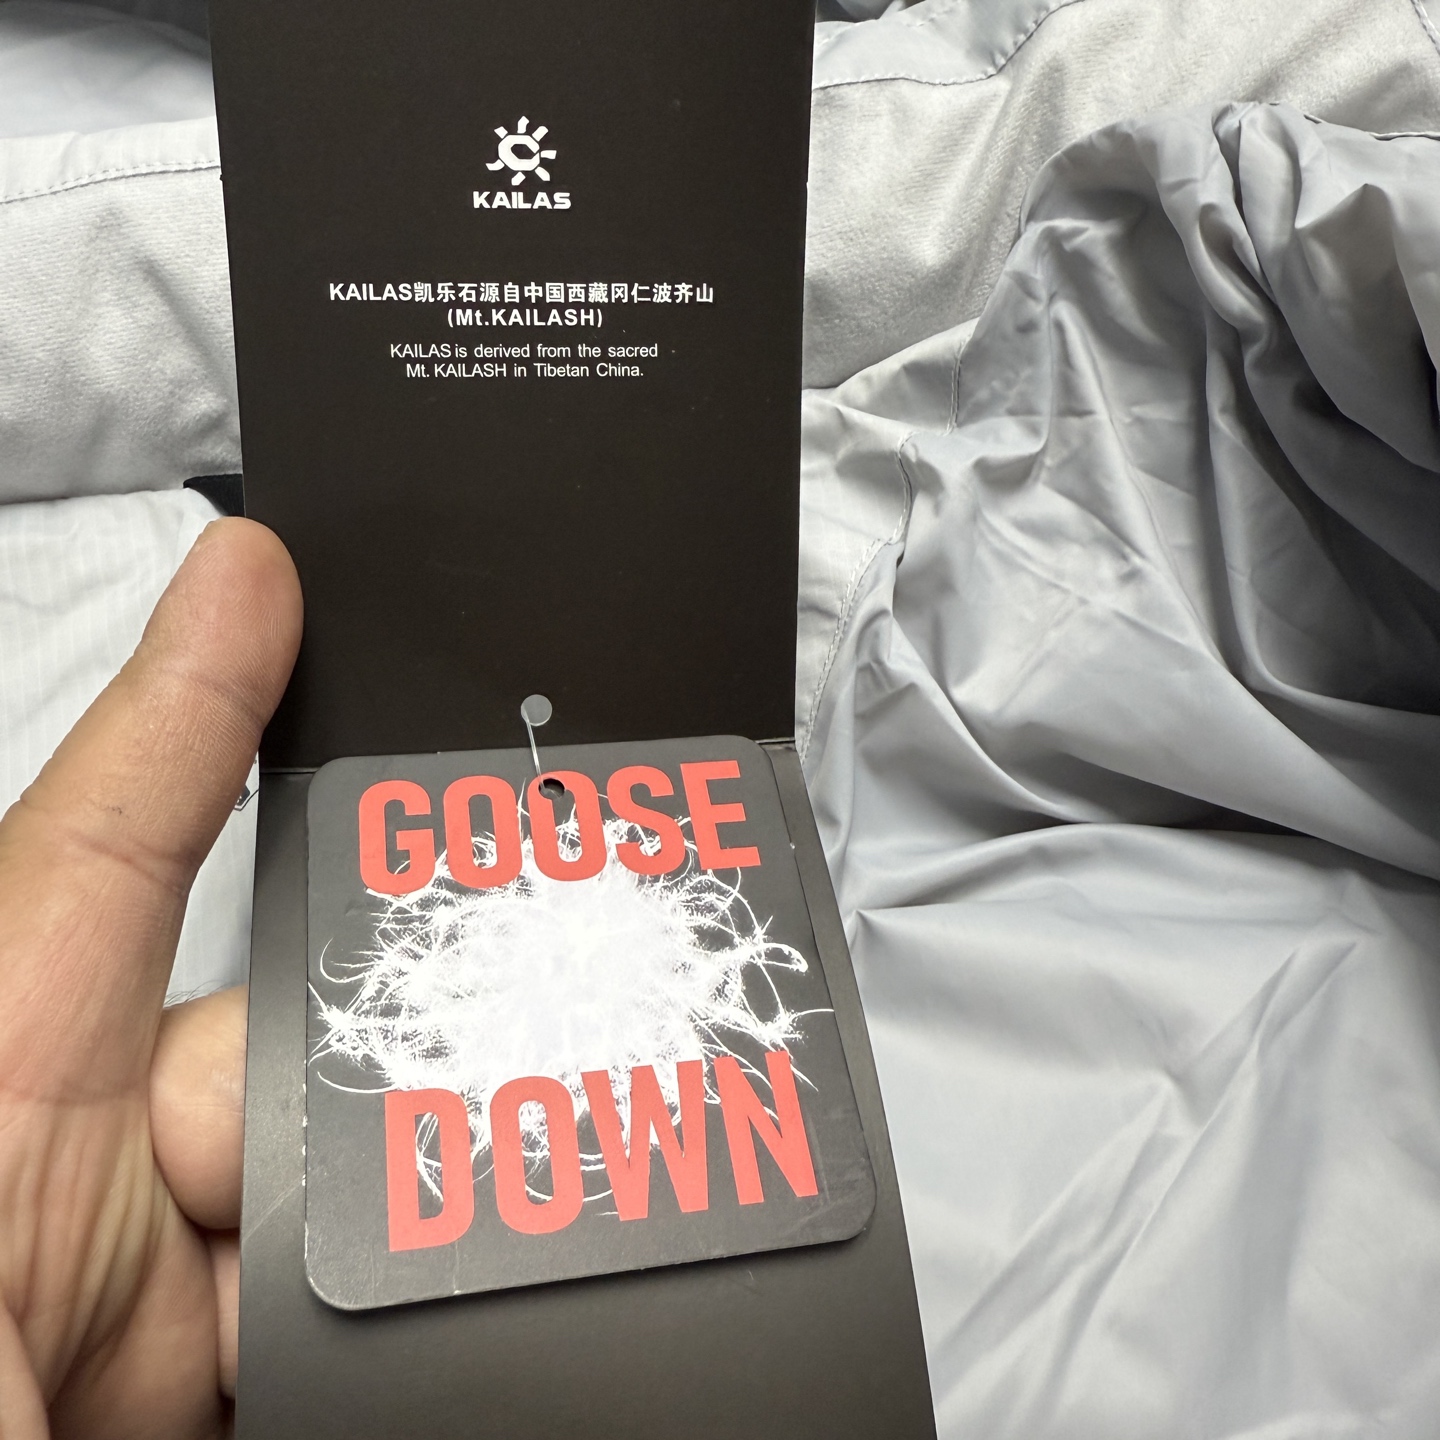 KAILAS
KAILAS凯乐石源自中国西藏冈仁波齐山
(Mt.KAILASH)
KAILAS is derived from the sacred
Mt. KAILASH in Tibetan China.
GOOSE
DOWN